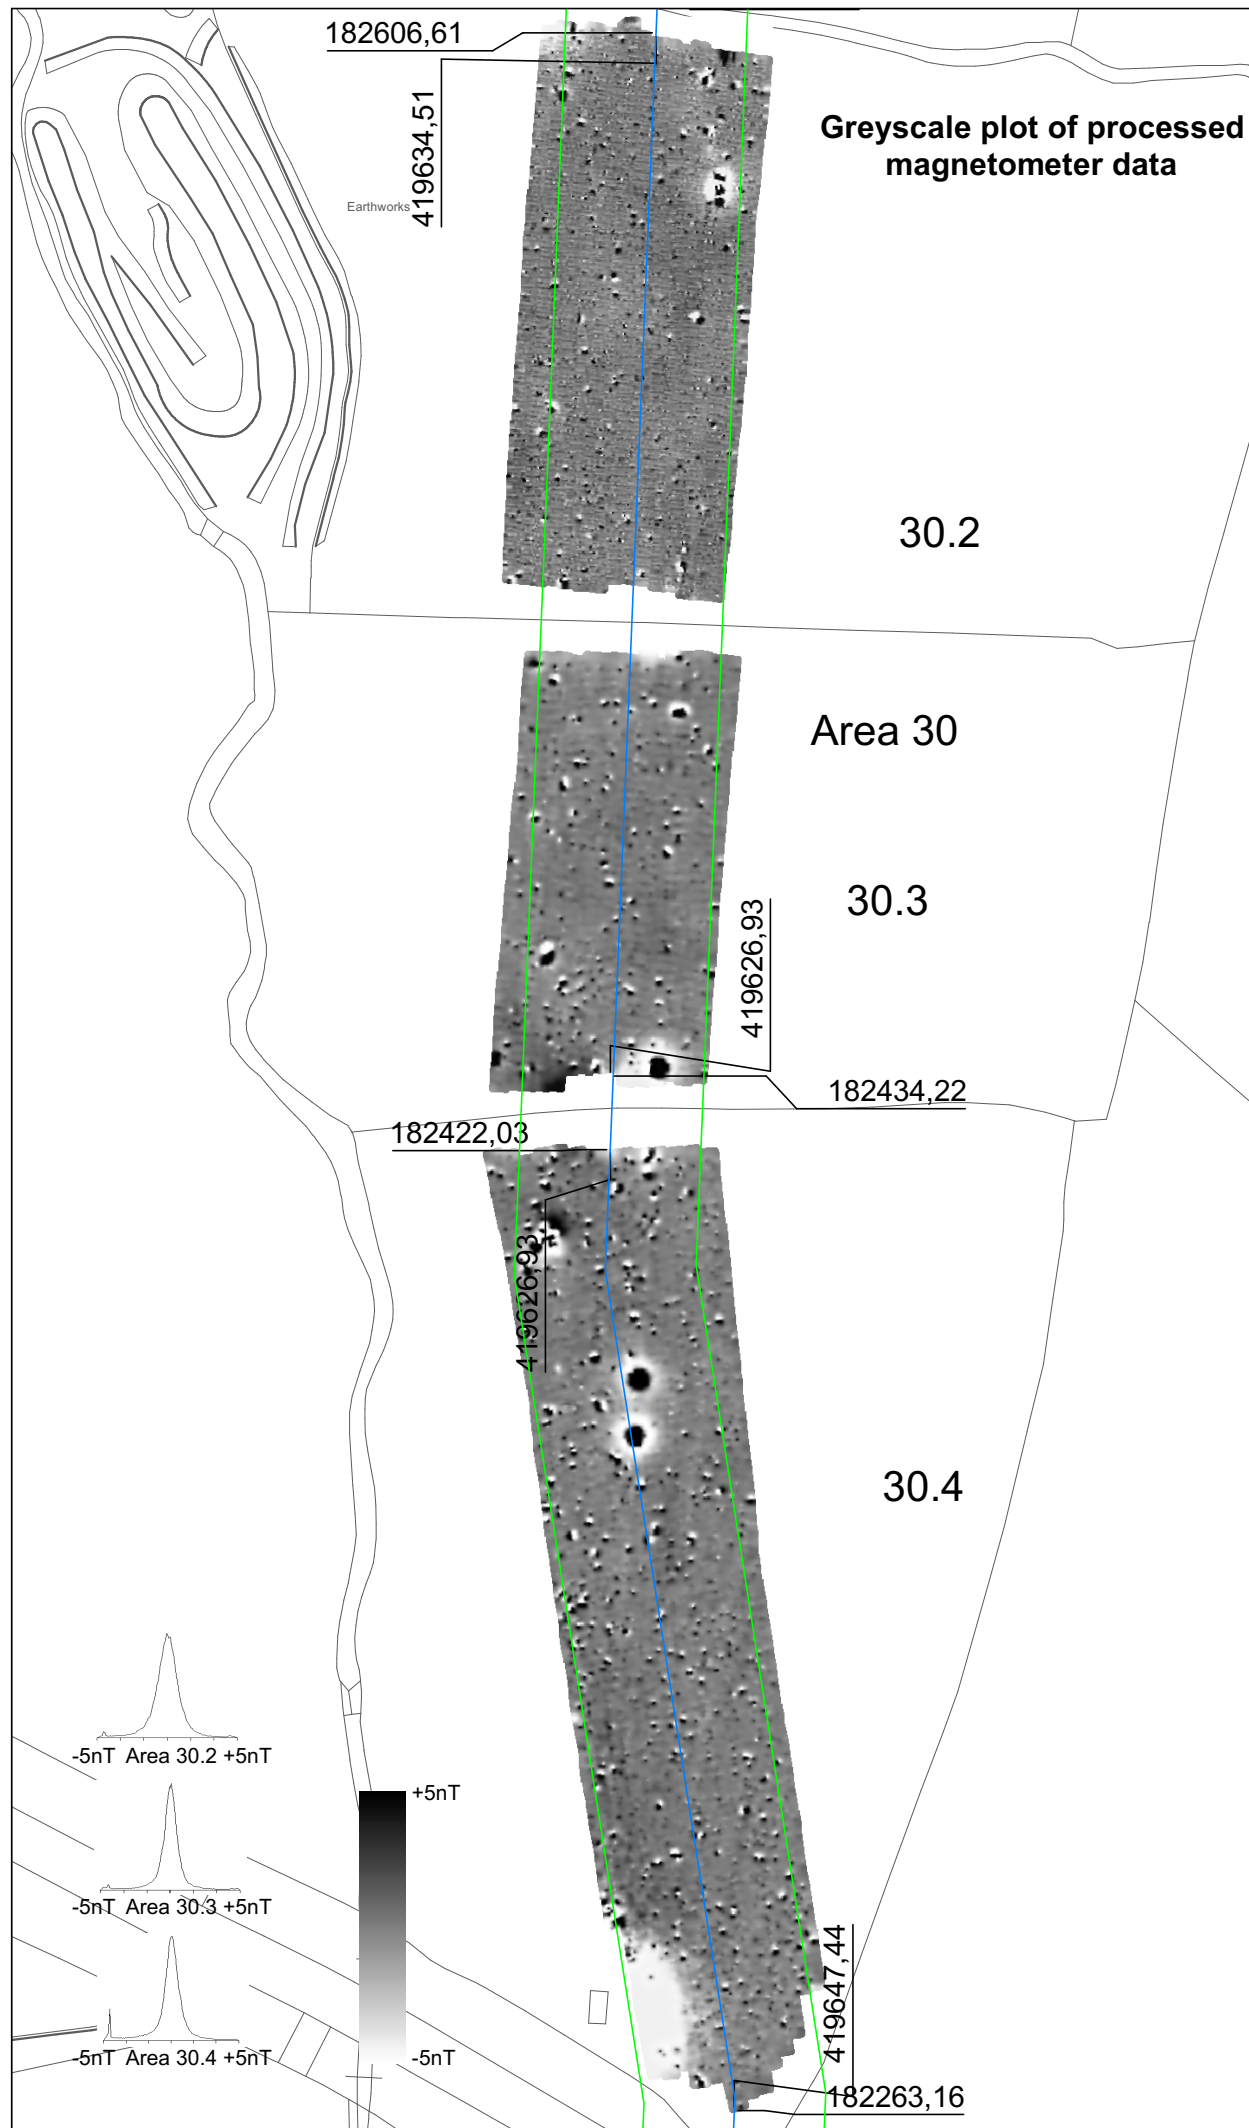 182606,61
419634,51
Greyscale plot of processed
magnetometer data
Earthworks
30.2
Area 30
30.3
419626,93
182434,22
182422,03
419626,93
30.4
-5nT Area 30.2 +5nT
+5nT
-5nT Area 30.3 +5nT
419647,44
-5nT Area 30.4 +5nT
-5nT
182263,16